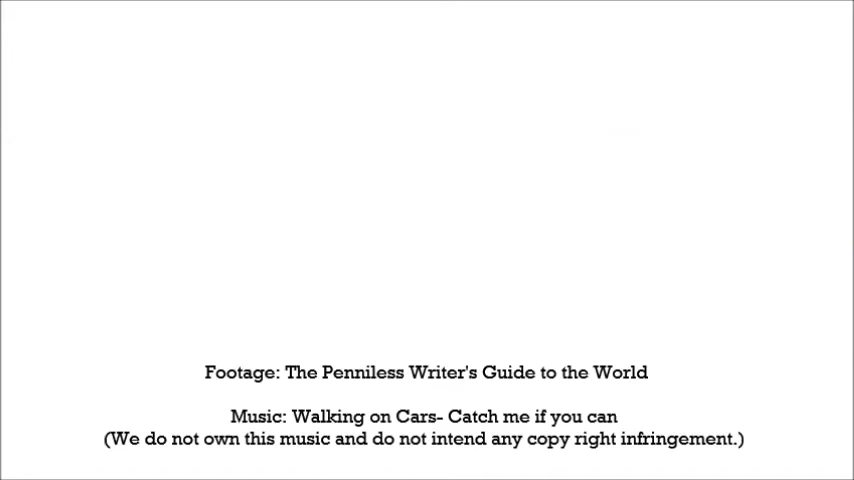 Footage: The Penniless Writer's Guide to the World
Music: Walking on Cars- Catch me if you can
(We do not own this music and do not intend any copy right infringement.)